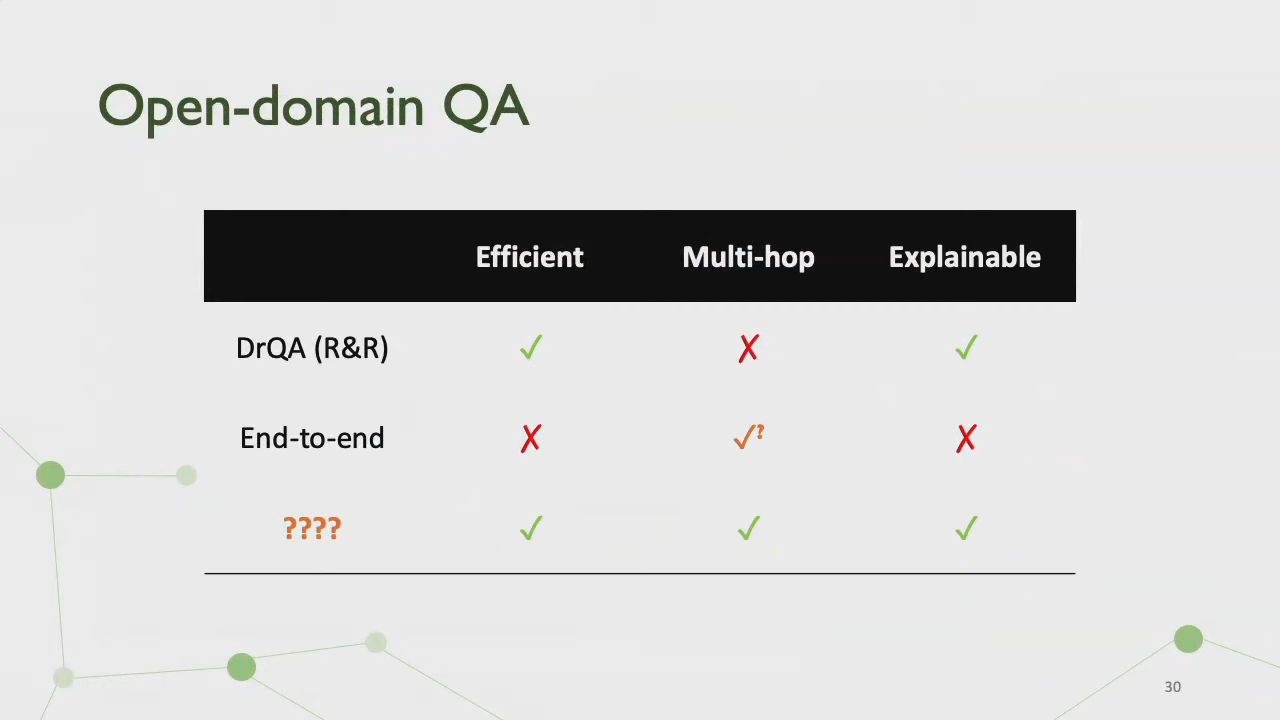 Open-domain QA
Efficient Multi-hop Explainable
DrQA (R&R) ✓ ✗ ✓
End-to-end ✗ ✓? ✗
???? ✓ ✓ ✓
30